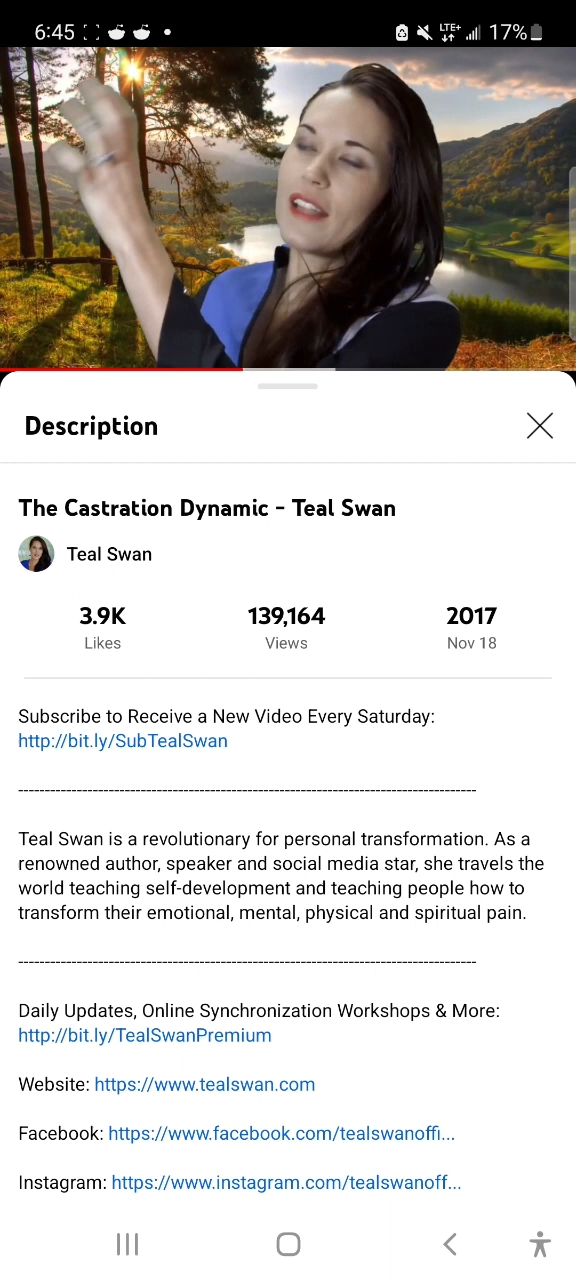 6:45
LTE+
17%
Description
The Castration Dynamic - Teal Swan
Teal Swan
3.9K
139,164
2017
Likes
Views
Nov 18
Subscribe to Receive a New Video Every Saturday:
http://bit.ly/SubTealSwan
----------------------------------------------------------------------------------------
Teal Swan is a revolutionary for personal transformation. As a
renowned author, speaker and social media star, she travels the
world teaching self-development and teaching people how to
transform their emotional, mental, physical and spiritual pain.
----------------------------------------------------------------------------------------
Daily Updates, Online Synchronization Workshops & More:
http://bit.ly/TealSwanPremium
Website: https://www.tealswan.com
Facebook: https://www.facebook.com/tealswanoffi...
Instagram: https://www.instagram.com/tealswanoff...